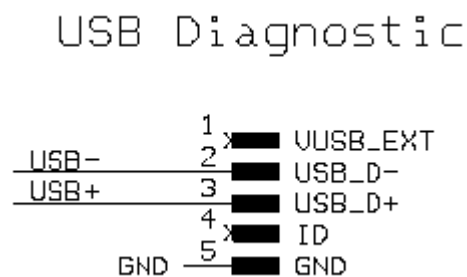 USB Diagnostic
1 VUSB_EXT
USB- 2 USB_D-
USB+ 3 USB_D+
4 ID
GND 5 GND